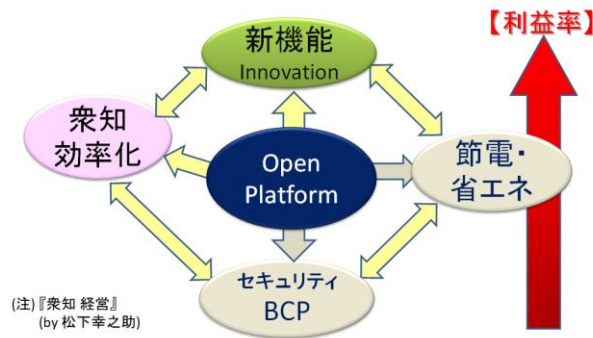 【利益率】
新機能
Innovation
衆知
効率化
Open
Platform
節電・
省エネ
セキュリティ
BCP
(注)『衆知 経営』
(by 松下幸之助)